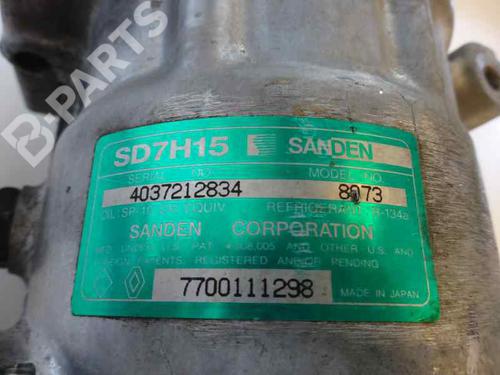 B-PARTS
SD7H15 SANDEN
SERIAL NO. MODEL NO.
4037212834 8073
OIL: SP-10 OR EQUIV. REFRIGERANT: R-134a
SANDEN CORPORATION
MFD. UNDER U.S. PAT. 4,008,005 AND OTHER U.S. AND
FOREIGN PATENTS. REGISTERED AND/OR PENDING
7700111298 MADE IN JAPAN